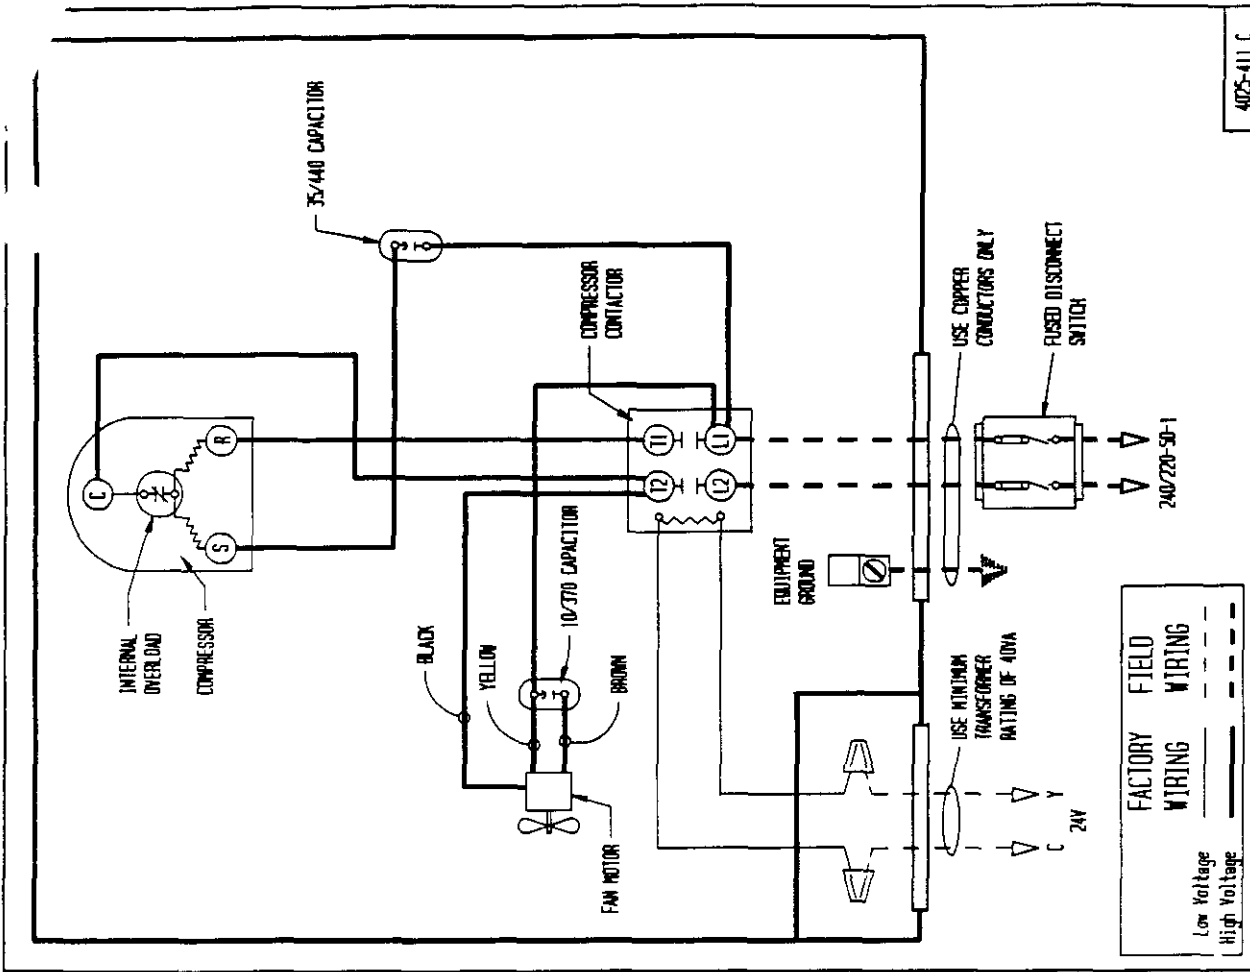 4025-411 C
35/440 CAPACITOR
C
R
S
INTERNAL
OVERLOAD
COMPRESSOR
COMPRESSOR
CONTACTOR
T1
L1
T2
L2
BLACK
YELLOW
10/370 CAPACITOR
BROWN
FAN MOTOR
EQUIPMENT
GROUND
USE COPPER
CONDUCTORS ONLY
FUSED DISCONNECT
SWITCH
240/220-50-1
USE MINIMUM
TRANSFORMER
RATING OF 40VA
Y
C
24V
FACTORY
WIRING
FIELD
WIRING
Low Voltage
High Voltage